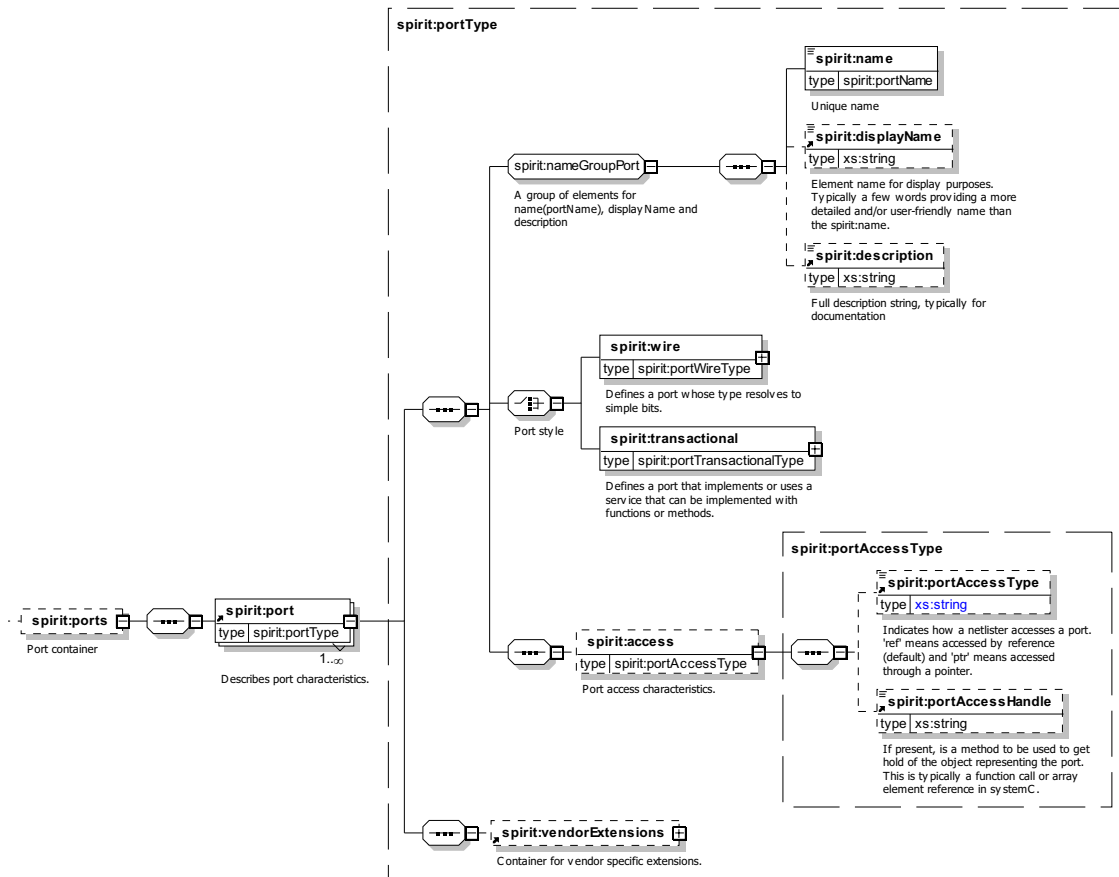 spirit:portType
spirit:name
type spirit:portName
Unique name
spirit:displayName
type xs:string
Element name for display purposes.
Typically a few words providing a more
detailed and/or user-friendly name than
the spirit:name.
spirit:nameGroupPort
A group of elements for
name(portName), displayName and
description
spirit:description
type xs:string
Full description string, typically for
documentation
spirit:wire
type spirit:portWireType
Defines a port whose type resolves to
simple bits.
Port style
spirit:transactional
type spirit:portTransactionalType
Defines a port that implements or uses a
service that can be implemented with
functions or methods.
spirit:portAccessType
spirit:portAccessType
type xs:string
Indicates how a netlister accesses a port.
'ref' means accessed by reference
(default) and 'ptr' means accessed
through a pointer.
spirit:ports
Port container
spirit:port
type spirit:portType
1..∞
Describes port characteristics.
spirit:access
type spirit:portAccessType
Port access characteristics.
spirit:portAccessHandle
type xs:string
If present, is a method to be used to get
hold of the object representing the port.
This is typically a function call or array
element reference in systemC.
spirit:vendorExtensions
Container for vendor specific extensions.